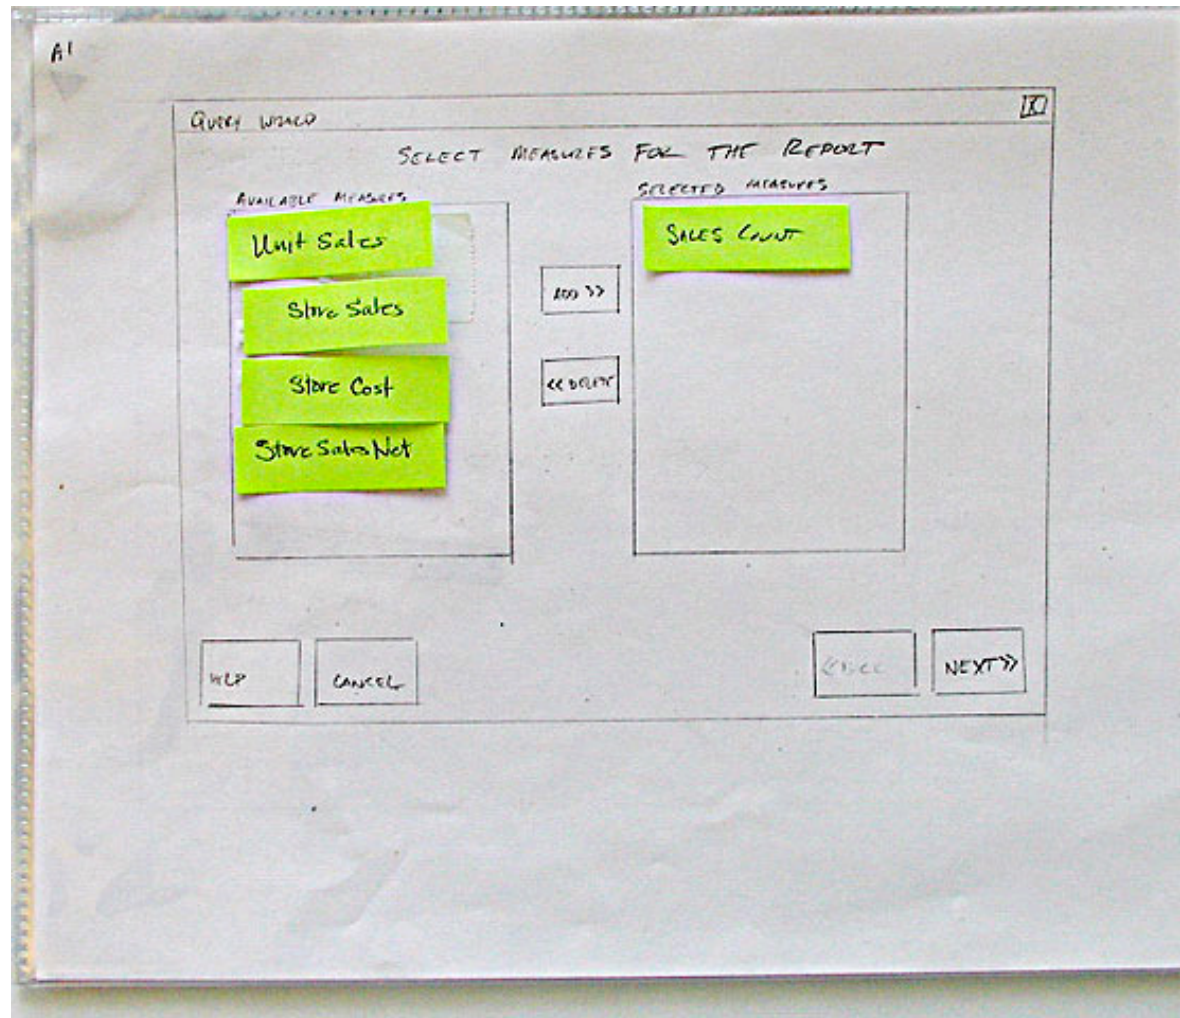 A1
QUERY WIZARD
X
SELECT MEASURES FOR THE REPORT
AVAILABLE MEASURES
SELECTED MEASURES
Unit Sales
Store Sales
Store Cost
Store Sales Net
SALES COUNT
ADD >>
<< DELETE
HELP
CANCEL
<< BACK
NEXT >>